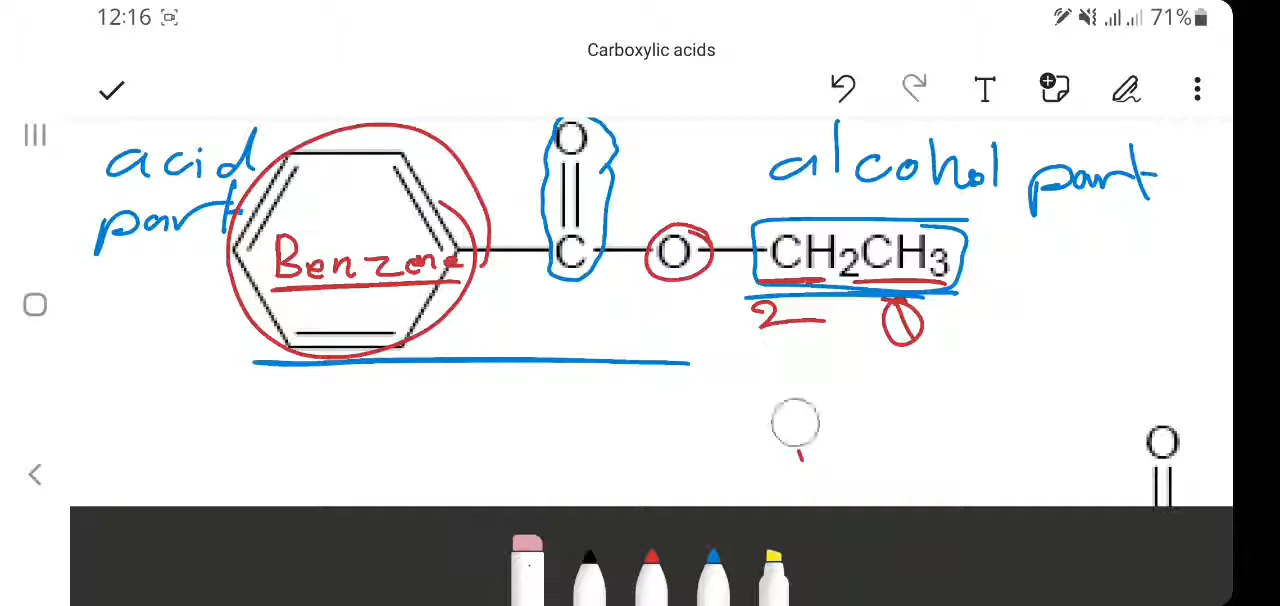 12:16 71%
Carboxylic acids
T
acid
part
O
alcohol part
Benzene
C O CH₂CH₃
2 1
O